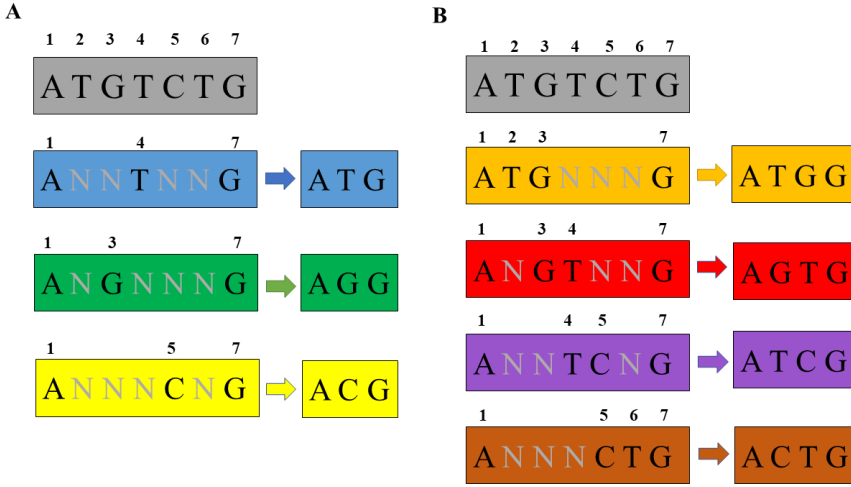 A
1 2 3 4 5 6 7
A T G T C T G
1 4 7
A N N T N N G A T G
1 3 7
A N G N N N G A G G
1 5 7
A N N N C N G A C G
B
1 2 3 4 5 6 7
A T G T C T G
1 2 3 7
A T G N N N G A T G G
1 3 4 7
A N G T N N G A G T G
1 4 5 7
A N N T C N G A T C G
1 5 6 7
A N N N C T G A C T G